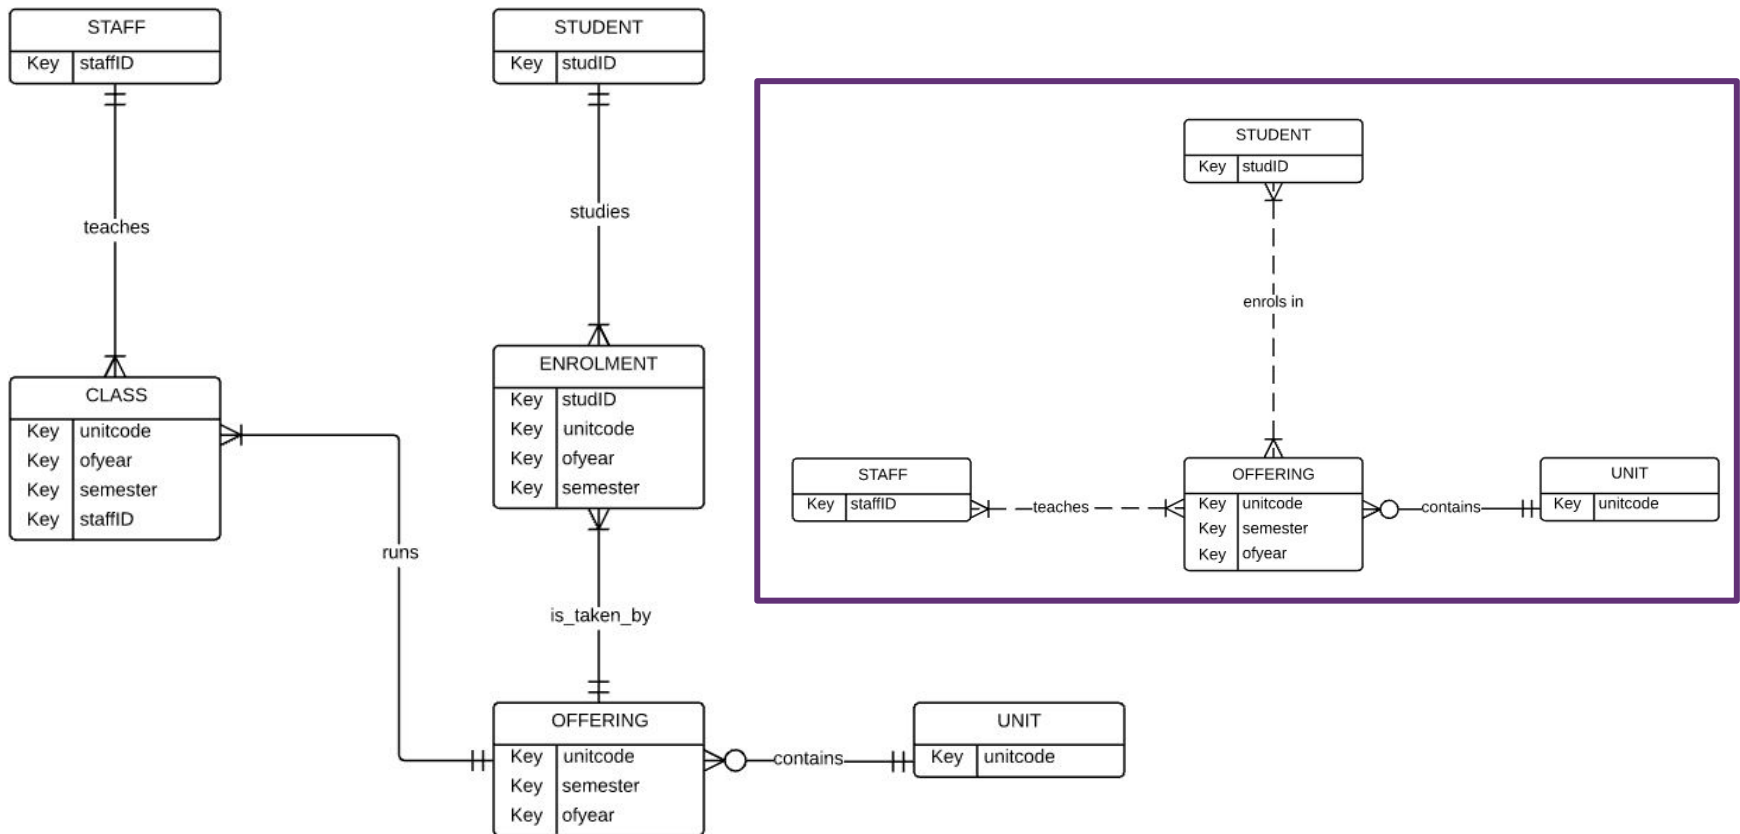 STAFF
Key staffID
teaches
CLASS
Key unitcode
Key ofyear
Key semester
Key staffID
runs
STUDENT
Key studID
studies
ENROLMENT
Key studID
Key unitcode
Key ofyear
Key semester
is_taken_by
OFFERING
Key unitcode
Key semester
Key ofyear
contains
UNIT
Key unitcode
STUDENT
Key studID
enrols in
STAFF
Key staffID
teaches
OFFERING
Key unitcode
Key semester
Key ofyear
contains
UNIT
Key unitcode